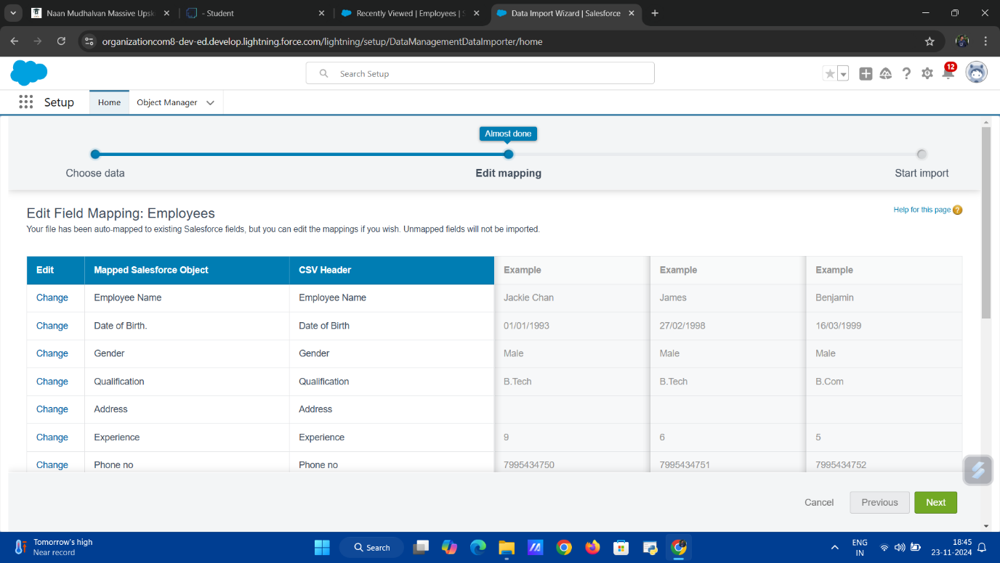 Naan Mudhalvan Massive Upsk
- Student
Recently Viewed | Employees | S
Data Import Wizard | Salesforce
organizationcom8-dev-ed.develop.lightning.force.com/lightning/setup/DataManagementDataImporter/home
Search Setup
12
Setup
Home
Object Manager
Almost done
Choose data
Edit mapping
Start import
Edit Field Mapping: Employees
Help for this page ?
Your file has been auto-mapped to existing Salesforce fields, but you can edit the mappings if you wish. Unmapped fields will not be imported.
Edit Mapped Salesforce Object CSV Header Example Example Example
Change Employee Name Employee Name Jackie Chan James Benjamin
Change Date of Birth. Date of Birth 01/01/1993 27/02/1998 16/03/1999
Change Gender Gender Male Male Male
Change Qualification Qualification B.Tech B.Tech B.Com
Change Address Address
Change Experience Experience 9 6 5
Change Phone no Phone no 7995434750 7995434751 7995434752
Cancel Previous Next
Tomorrow's high
Near record
Search
ENG
IN
18:45
23-11-2024